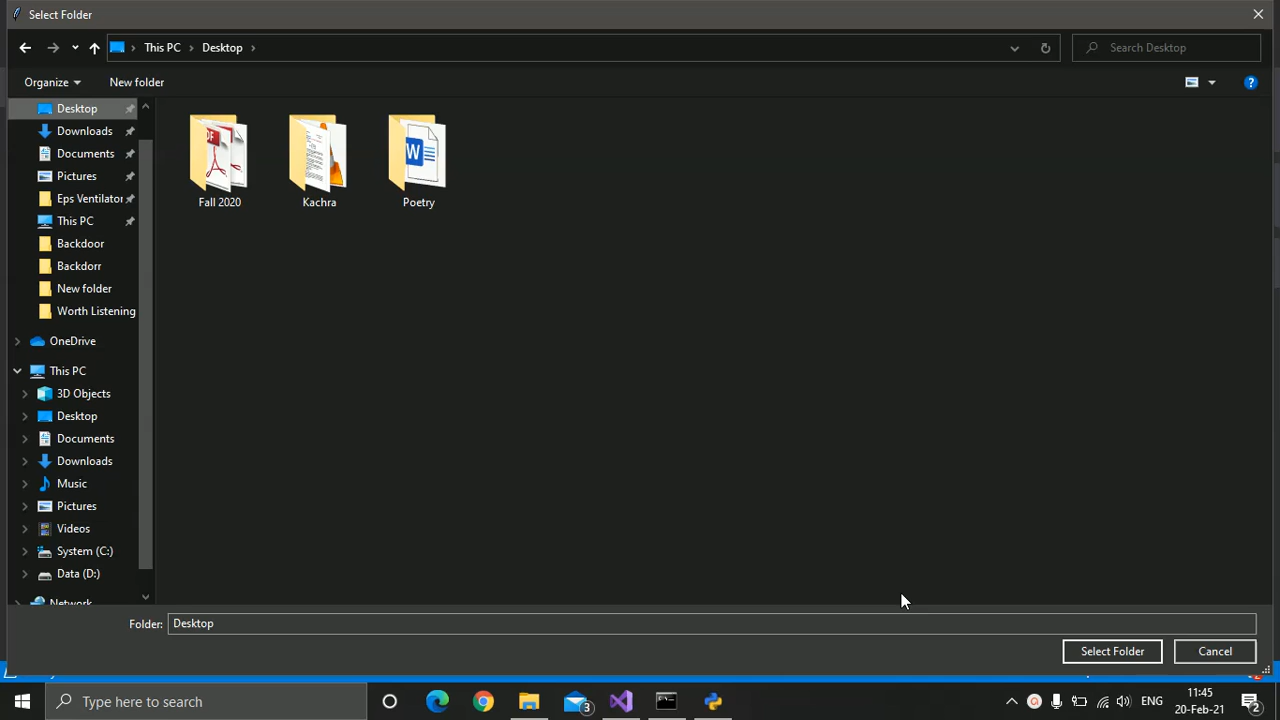 Select Folder
This PC
Desktop
Search Desktop
Organize
New folder
Desktop
Downloads
Documents
Pictures
Eps Ventilator
This PC
Backdoor
Backdorr
New folder
Worth Listening
OneDrive
This PC
3D Objects
Desktop
Documents
Downloads
Music
Pictures
Videos
System (C:)
Data (D:)
Network
PDF
W
Fall 2020
Kachra
Poetry
Folder: Desktop
Select Folder
Cancel
Type here to search
3
ENG
11:45
20-Feb-21
2